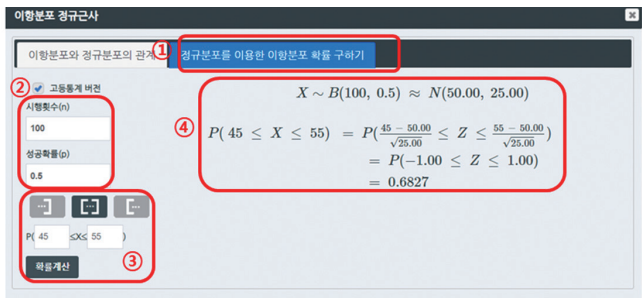 이항분포 정규근사
이항분포와 정규분포의 관계 ① 정규분포를 이용한 이항분포 확률 구하기
② 고등통계 버전
시행횟수(n)
100
성공확률(p)
0.5
[···] 
P( 45 ≤X≤ 55 )
확률계산 ③
④
X ∼ B(100, 0.5) ≈ N(50.00, 25.00)
P( 45 ≤ X ≤ 55) = P(\frac{45 − 50.00}{\sqrt{25.00}} ≤ Z ≤ \frac{55 − 50.00}{\sqrt{25.00}})
= P(−1.00 ≤ Z ≤ 1.00)
= 0.6827